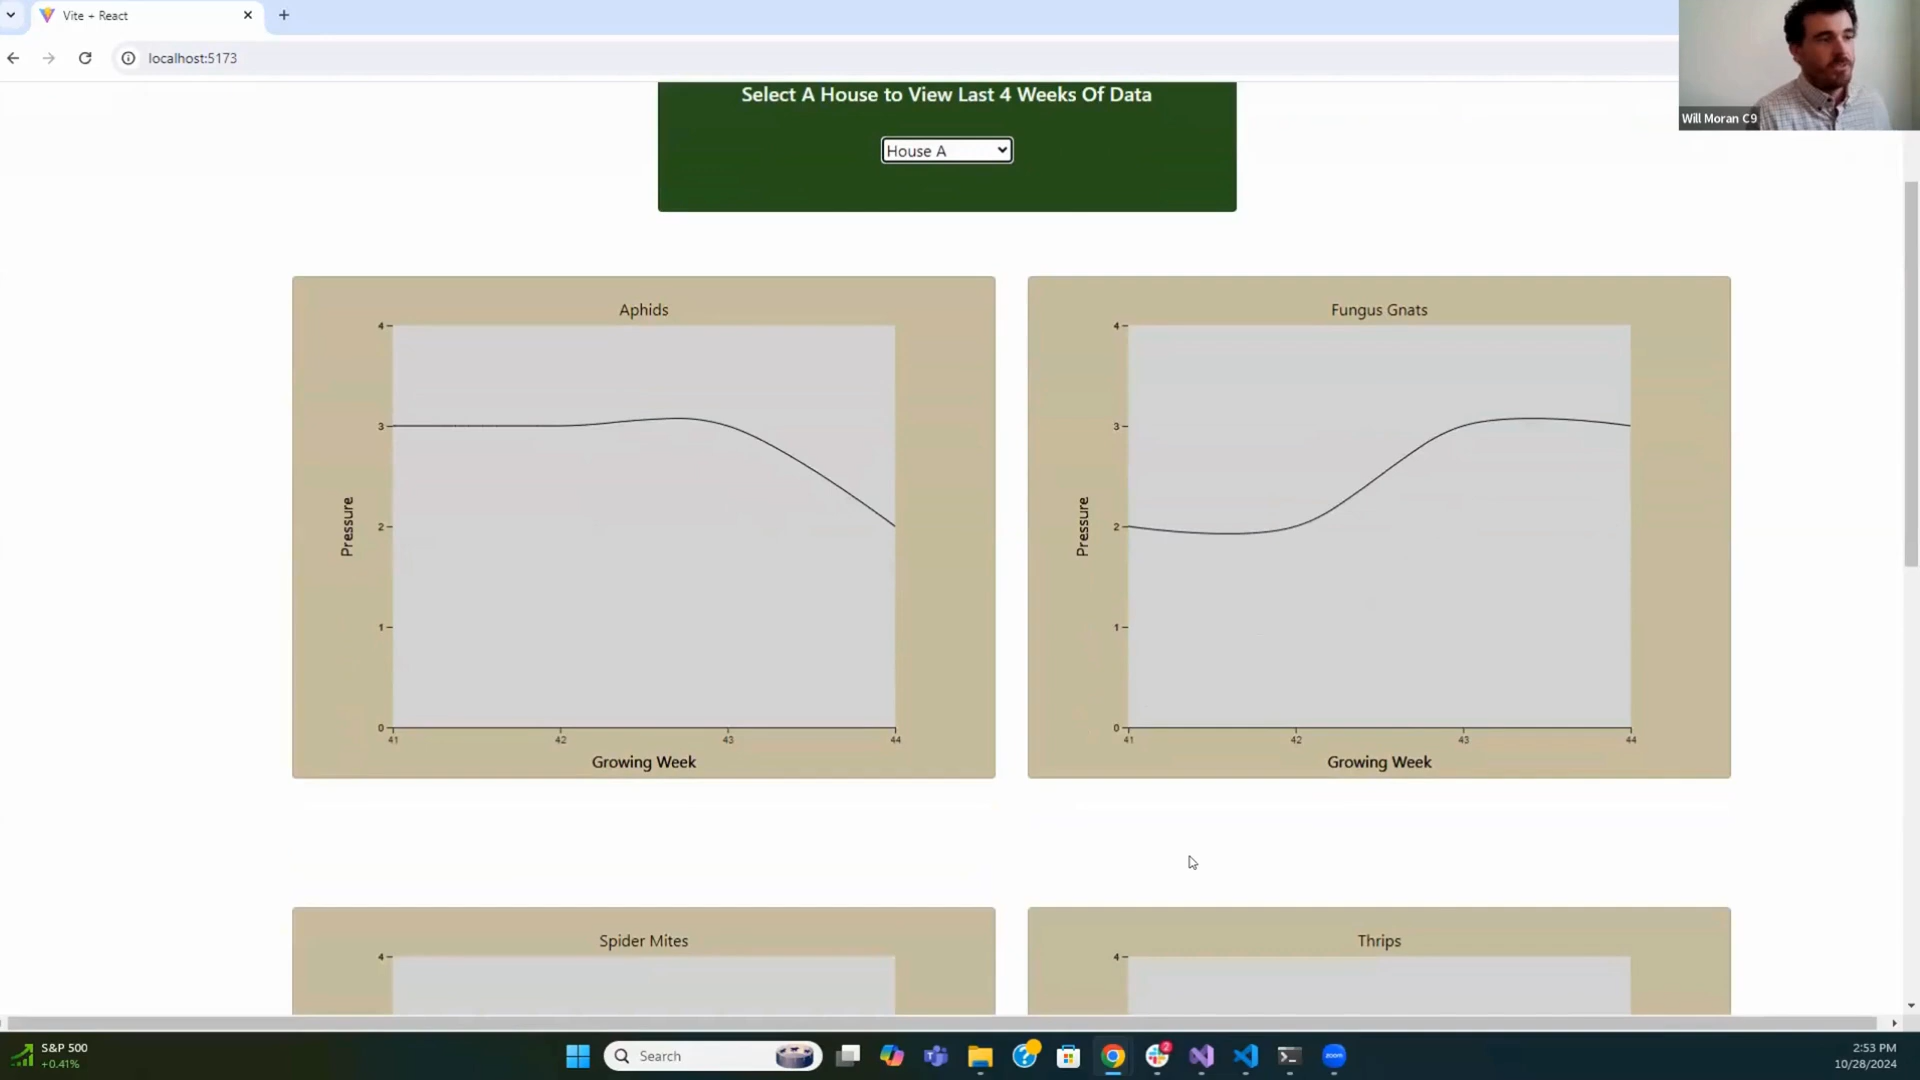 Vite + React
localhost:5173
Will Moran C9
Select A House to View Last 4 Weeks Of Data
House A
Aphids
4
3
2
1
0
Pressure
41 42 43 44
Growing Week
Fungus Gnats
4
3
2
1
0
Pressure
41 42 43 44
Growing Week
Spider Mites
4
Thrips
4
S&P 500
+0.41%
Search
2
zoom
2:53 PM
10/28/2024